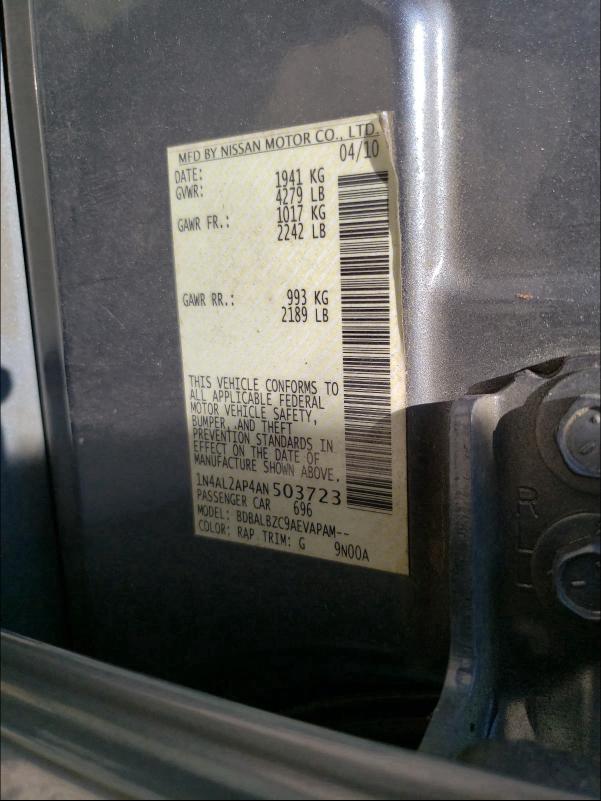 MFD BY NISSAN MOTOR CO., LTD.
DATE: 04/10
GVWR: 1941 KG
4279 LB
GAWR FR.: 1017 KG
2242 LB
GAWR RR.: 993 KG
2189 LB
THIS VEHICLE CONFORMS TO
ALL APPLICABLE FEDERAL
MOTOR VEHICLE SAFETY,
BUMPER, AND THEFT
PREVENTION STANDARDS IN
EFFECT ON THE DATE OF
MANUFACTURE SHOWN ABOVE.
1N4AL2AP4AN503723
PASSENGER CAR 696
MODEL: BDBALBZC9AEVAPAM--
COLOR: RAP TRIM: G 9N00A